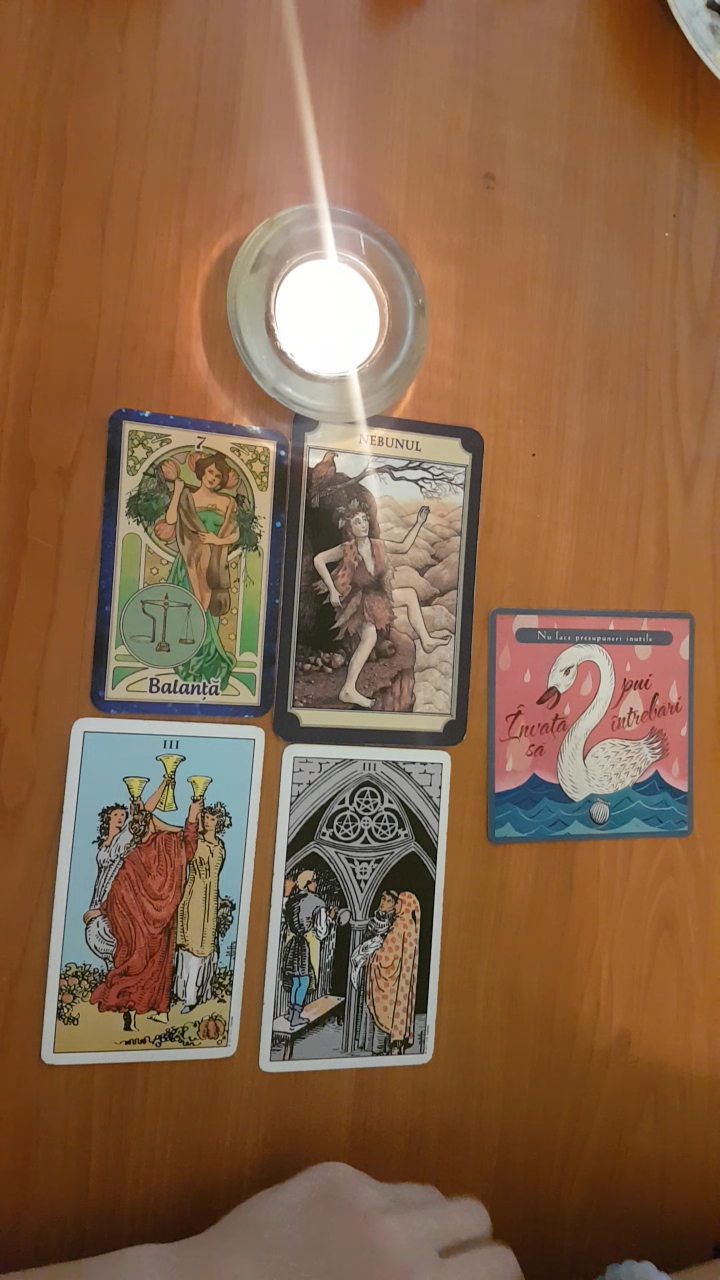 7
Balanță
NEBUNUL
III
III
Nu face presupuneri inutile
Învață
să
pui
întrebări